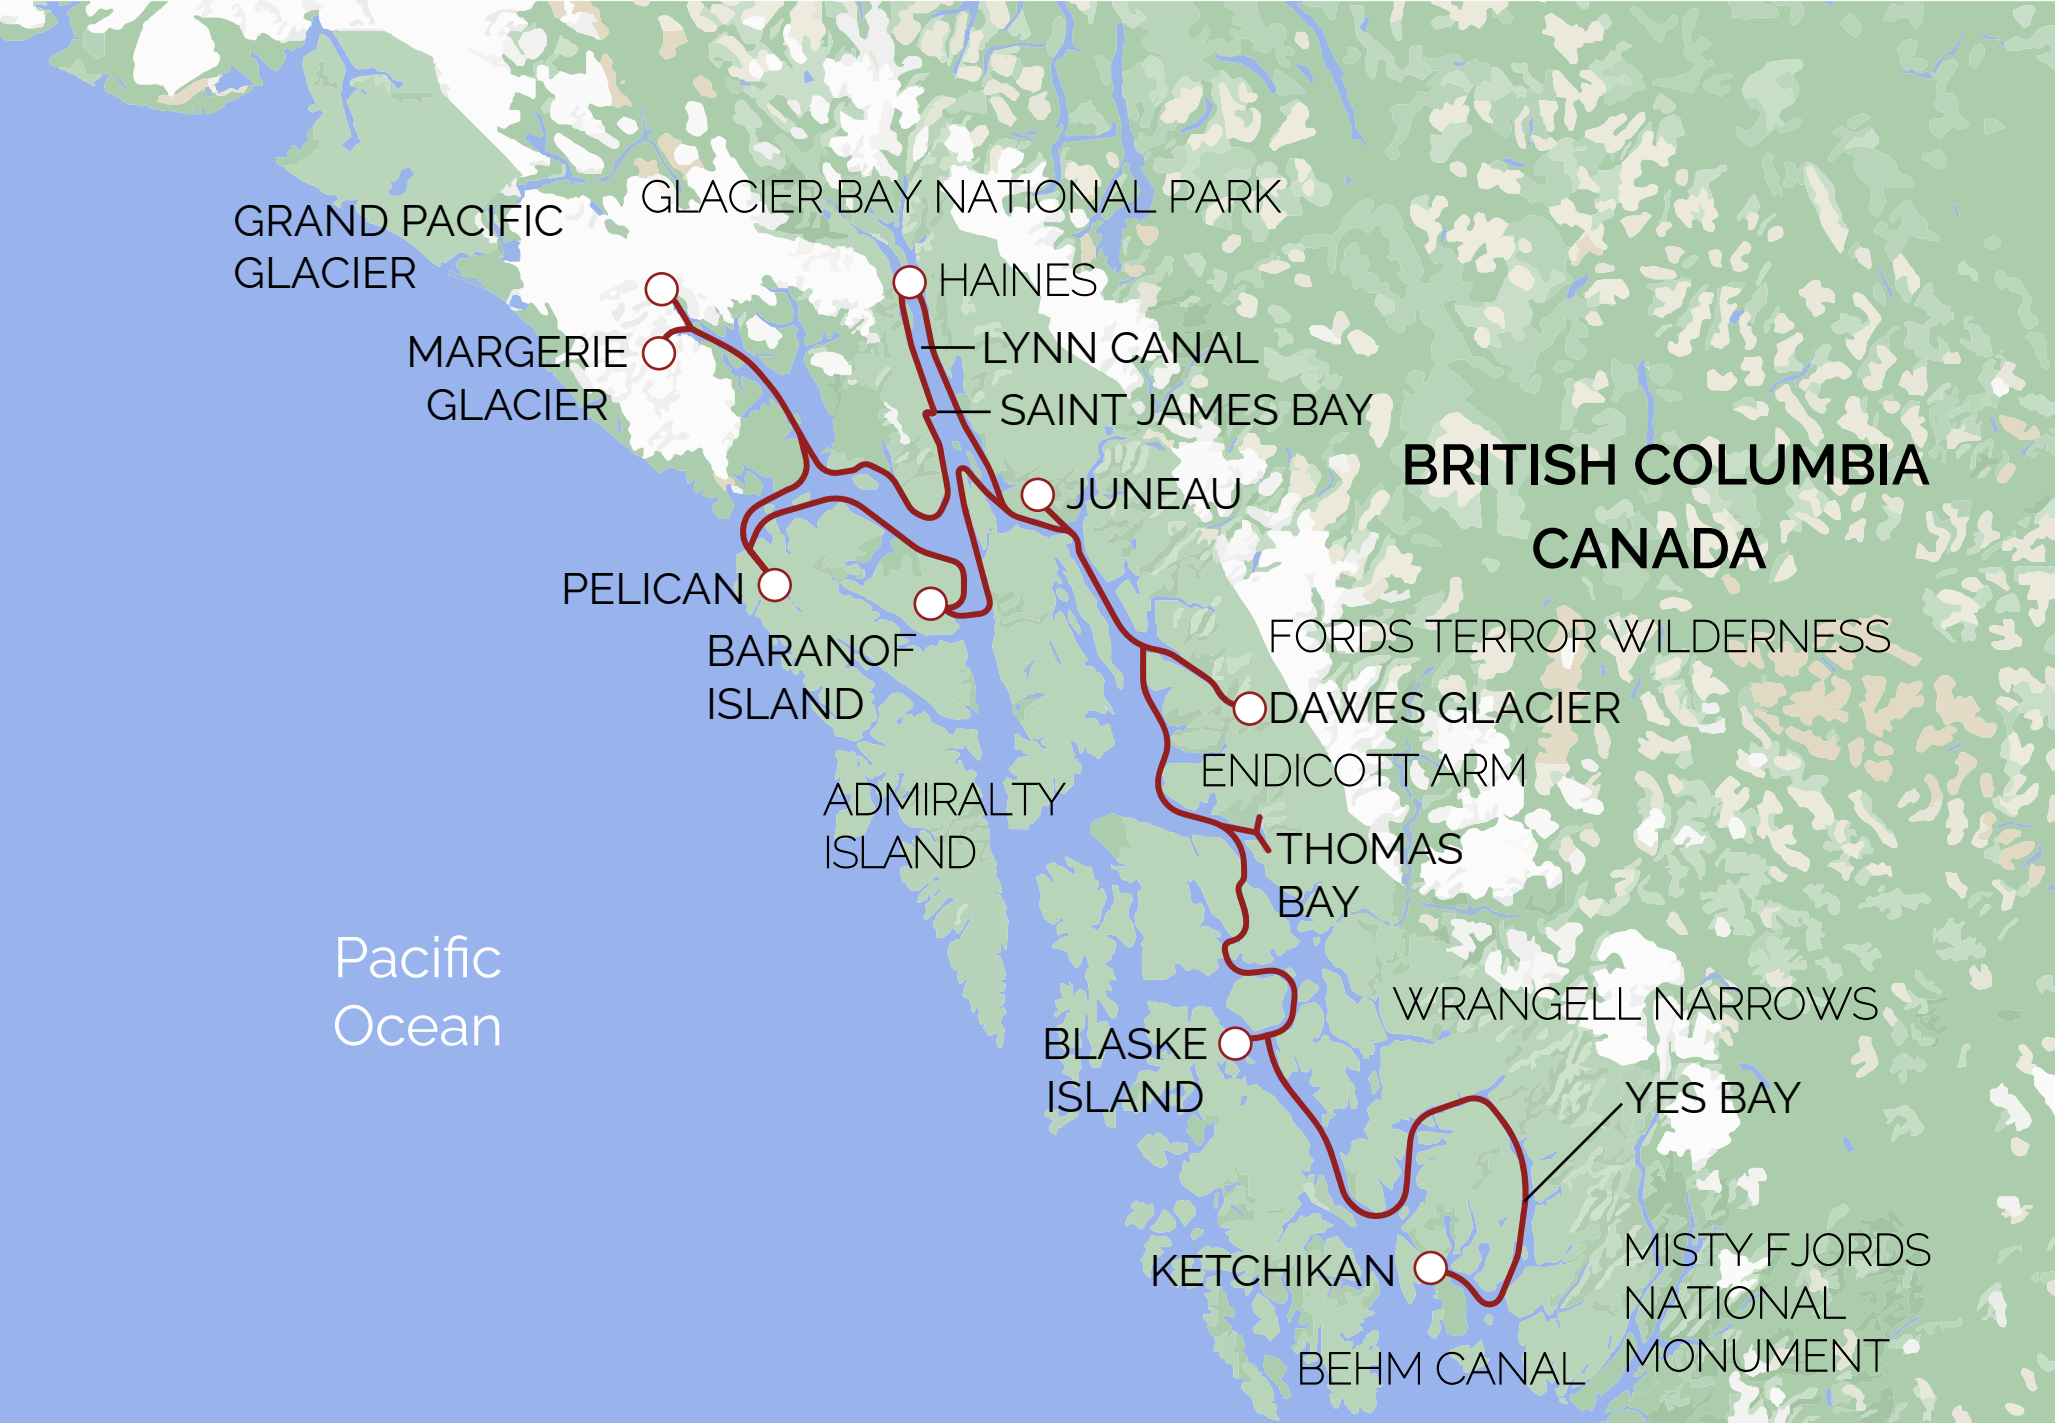 GLACIER BAY NATIONAL PARK
GRAND PACIFIC
GLACIER
HAINES
MARGERIE
GLACIER
LYNN CANAL
SAINT JAMES BAY
BRITISH COLUMBIA
CANADA
JUNEAU
PELICAN
BARANOF
ISLAND
FORDS TERROR WILDERNESS
DAWES GLACIER
ENDICOTT ARM
ADMIRALTY
ISLAND
THOMAS
BAY
Pacific
Ocean
WRANGELL NARROWS
BLASKE
ISLAND
YES BAY
KETCHIKAN
MISTY FJORDS
NATIONAL
MONUMENT
BEHM CANAL